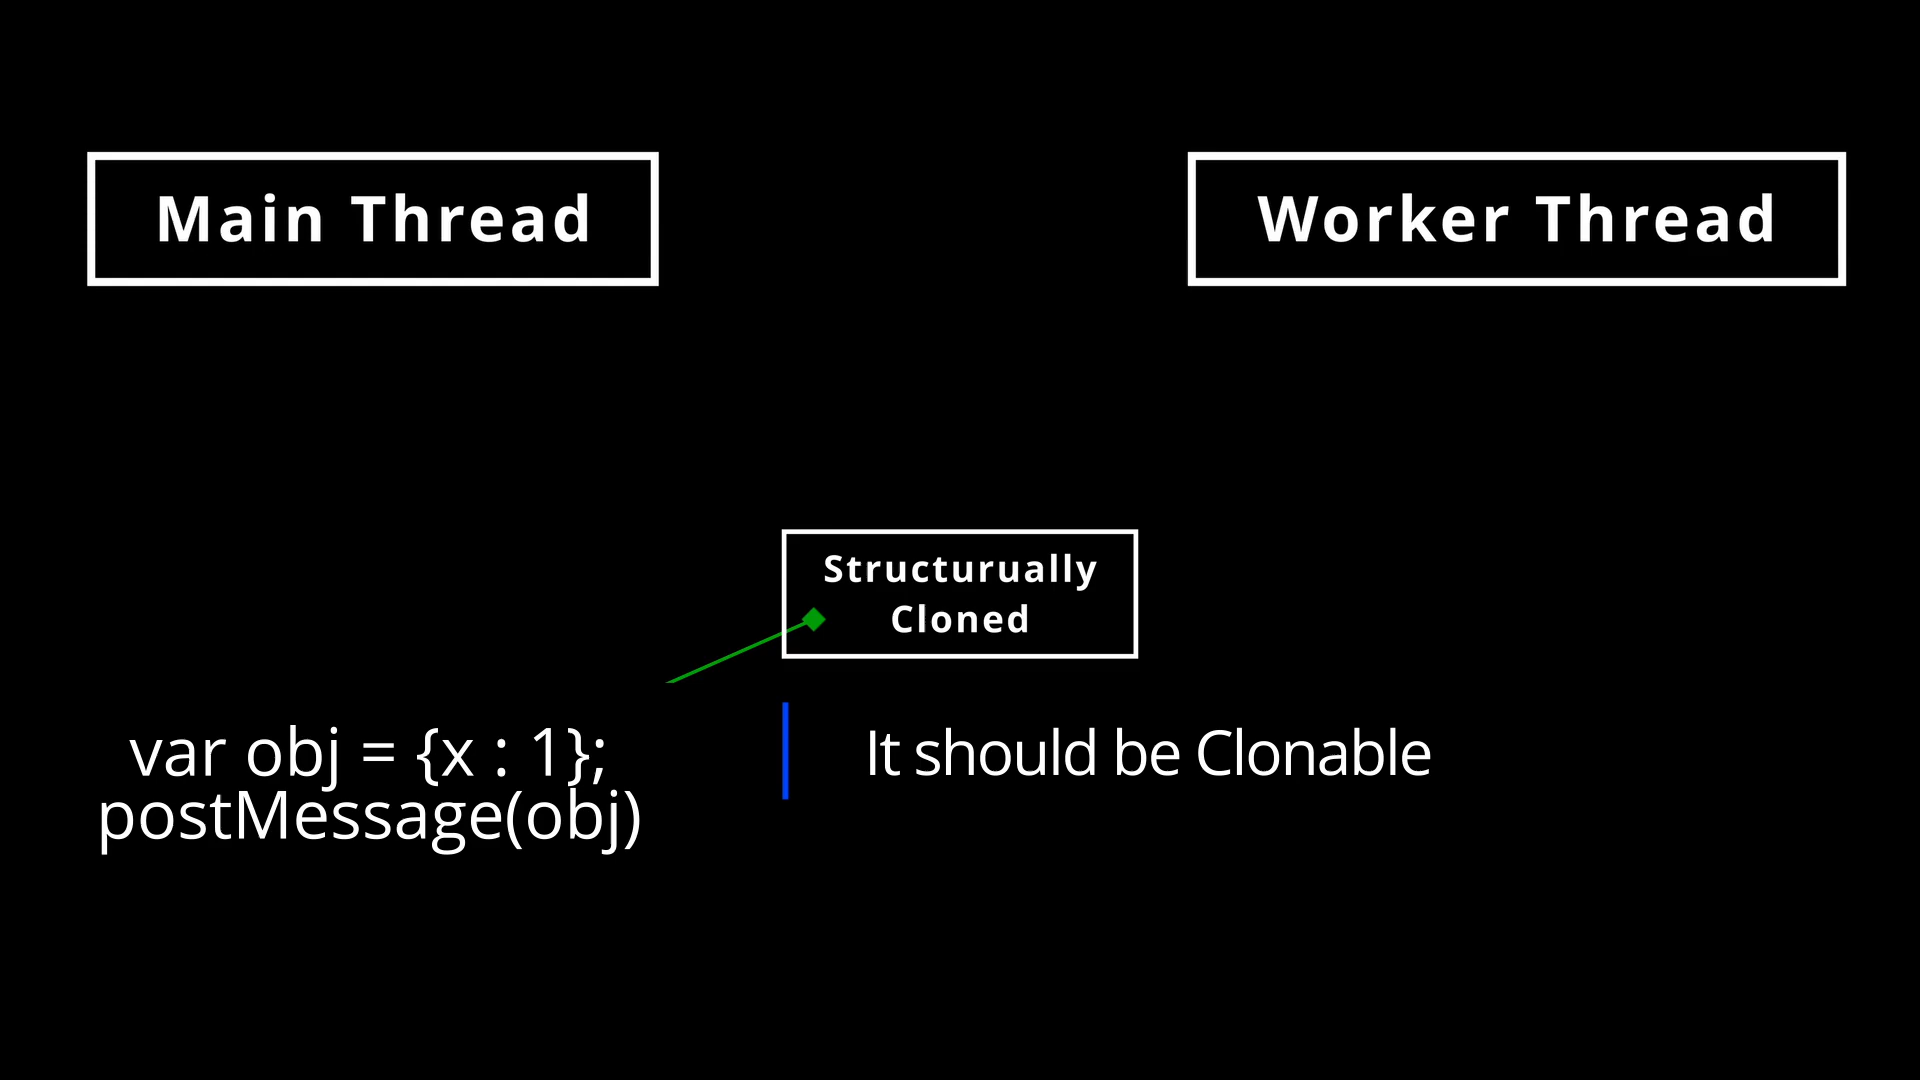 Main Thread
Worker Thread
Structurually
Cloned
var obj = {x : 1};
postMessage(obj)
It should be Clonable